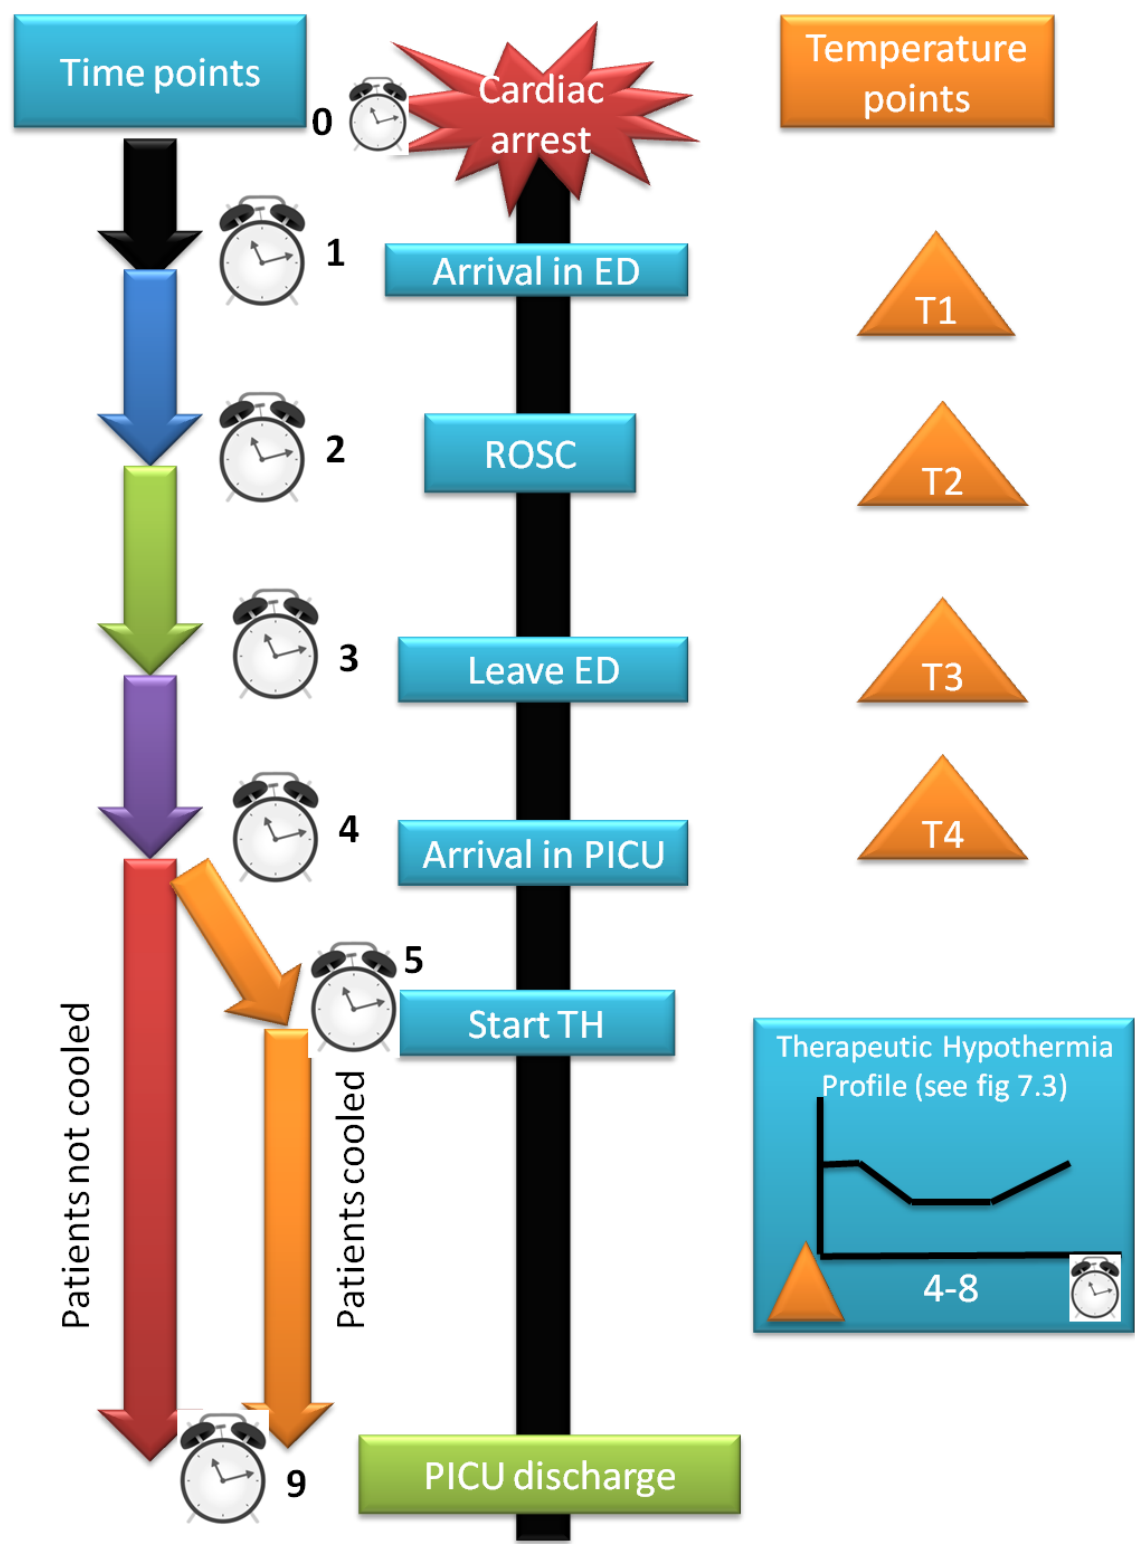 Time points
0
Cardiac
arrest
Temperature
points
1
Arrival in ED
T1
2
ROSC
T2
3
Leave ED
T3
4
Arrival in PICU
T4
5
Start TH
Patients not cooled
Patients cooled
Therapeutic Hypothermia
Profile (see fig 7.3)
4-8
9
PICU discharge